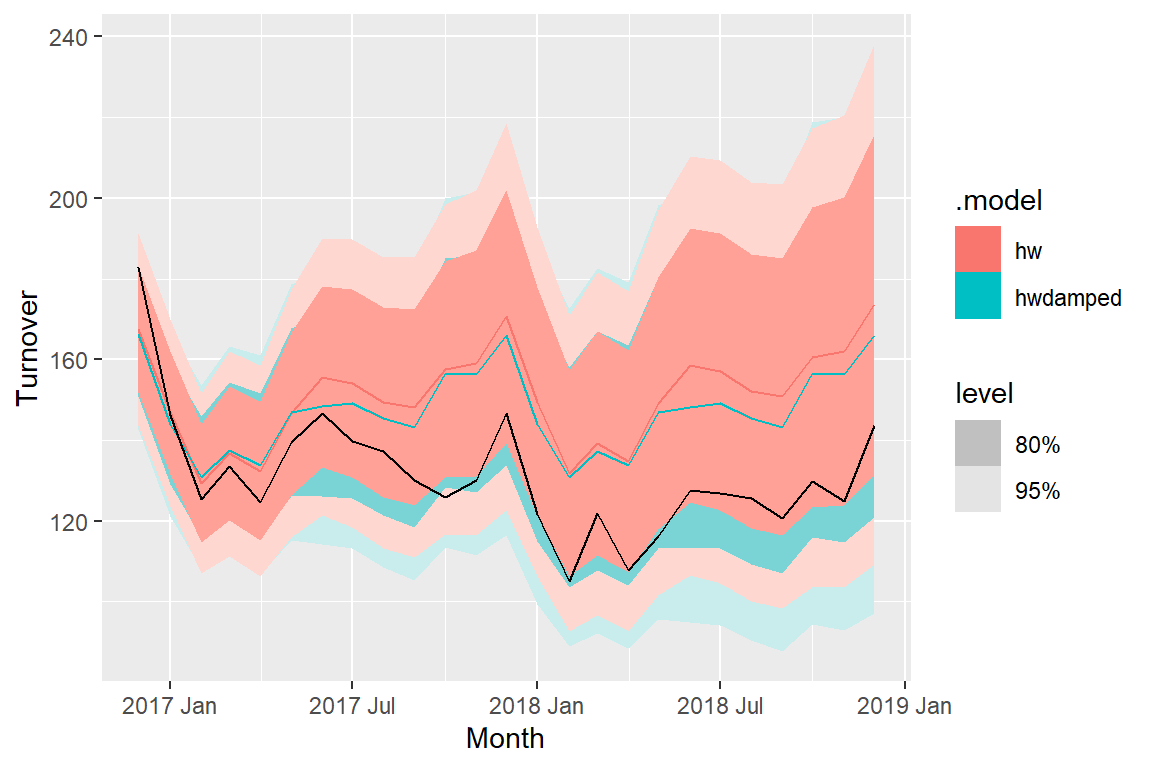 240
200
160
120
Turnover
2017 Jan
2017 Jul
2018 Jan
2018 Jul
2019 Jan
Month
.model
hw
hwdamped
level
80%
95%